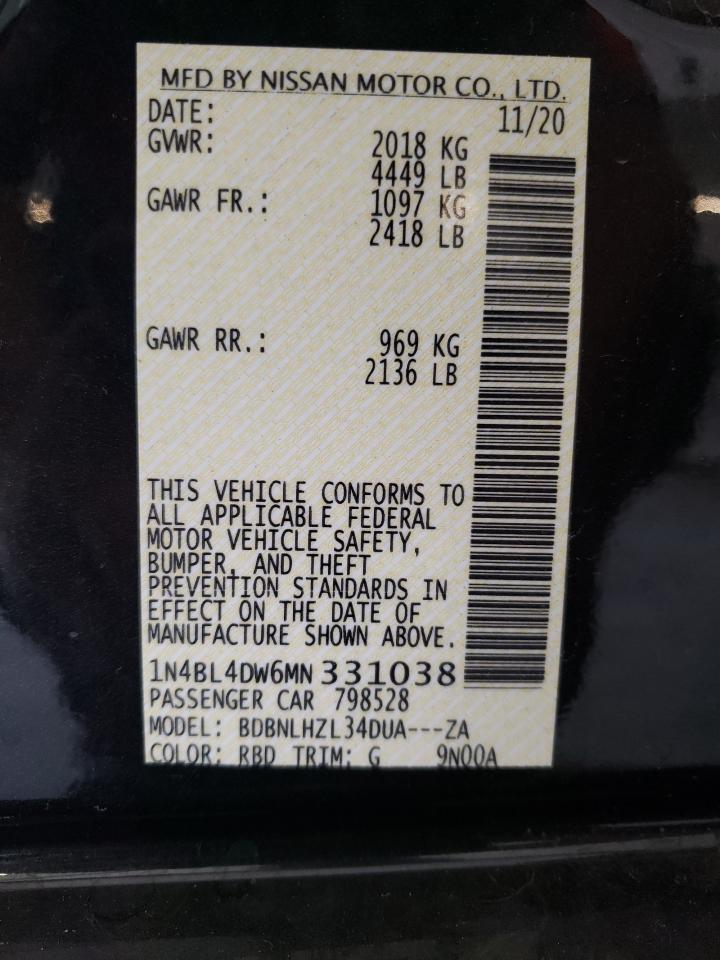 MFD BY NISSAN MOTOR CO., LTD.
DATE: 11/20
GVWR: 2018 KG
4449 LB
GAWR FR.: 1097 KG
2418 LB
GAWR RR.: 969 KG
2136 LB
THIS VEHICLE CONFORMS TO
ALL APPLICABLE FEDERAL
MOTOR VEHICLE SAFETY,
BUMPER, AND THEFT
PREVENTION STANDARDS IN
EFFECT ON THE DATE OF
MANUFACTURE SHOWN ABOVE.
1N4BL4DW6MN331038
PASSENGER CAR 798528
MODEL: BDBNLHZL34DUA---ZA
COLOR: RBD TRIM: G 9N00A